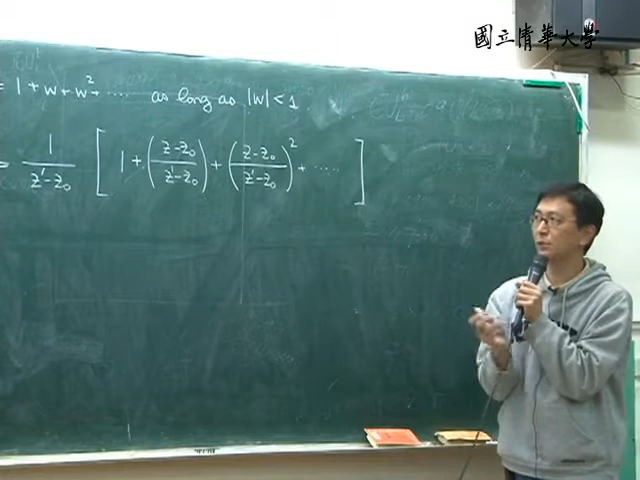 國立清華大學
= 1 + w + w² + ····· as long as |w| < 1
= 1/(z′ - z₀) [ 1 + ((z - z₀)/(z′ - z₀)) + ((z - z₀)/(z′ - z₀))² + ····· ]